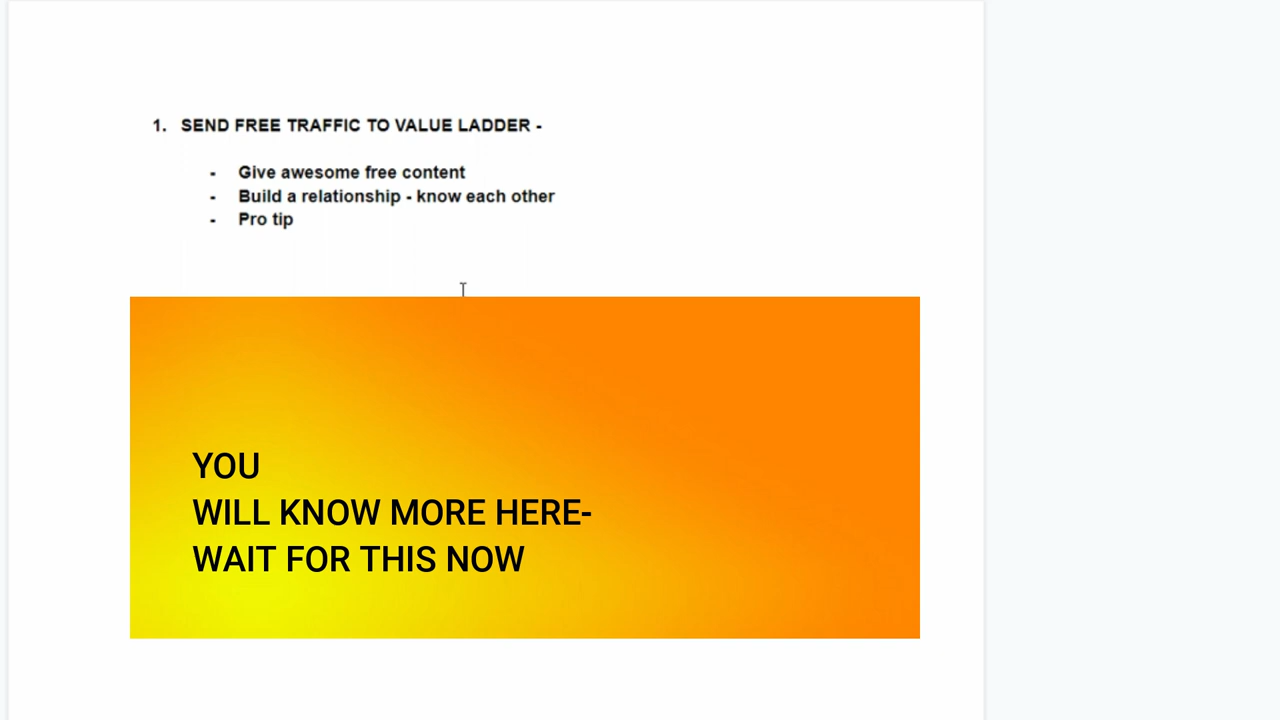 1. SEND FREE TRAFFIC TO VALUE LADDER -
- Give awesome free content
- Build a relationship - know each other
- Pro tip
YOU
WILL KNOW MORE HERE-
WAIT FOR THIS NOW